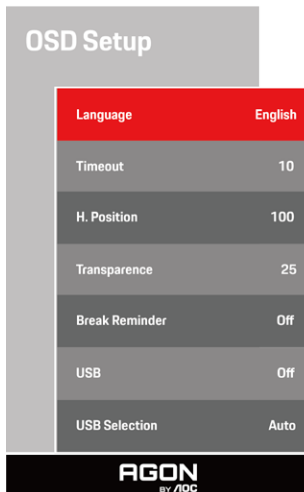 OSD Setup
Language English
Timeout 10
H. Position 100
Transparence 25
Break Reminder Off
USB Off
USB Selection Auto
AGON
BY AOC